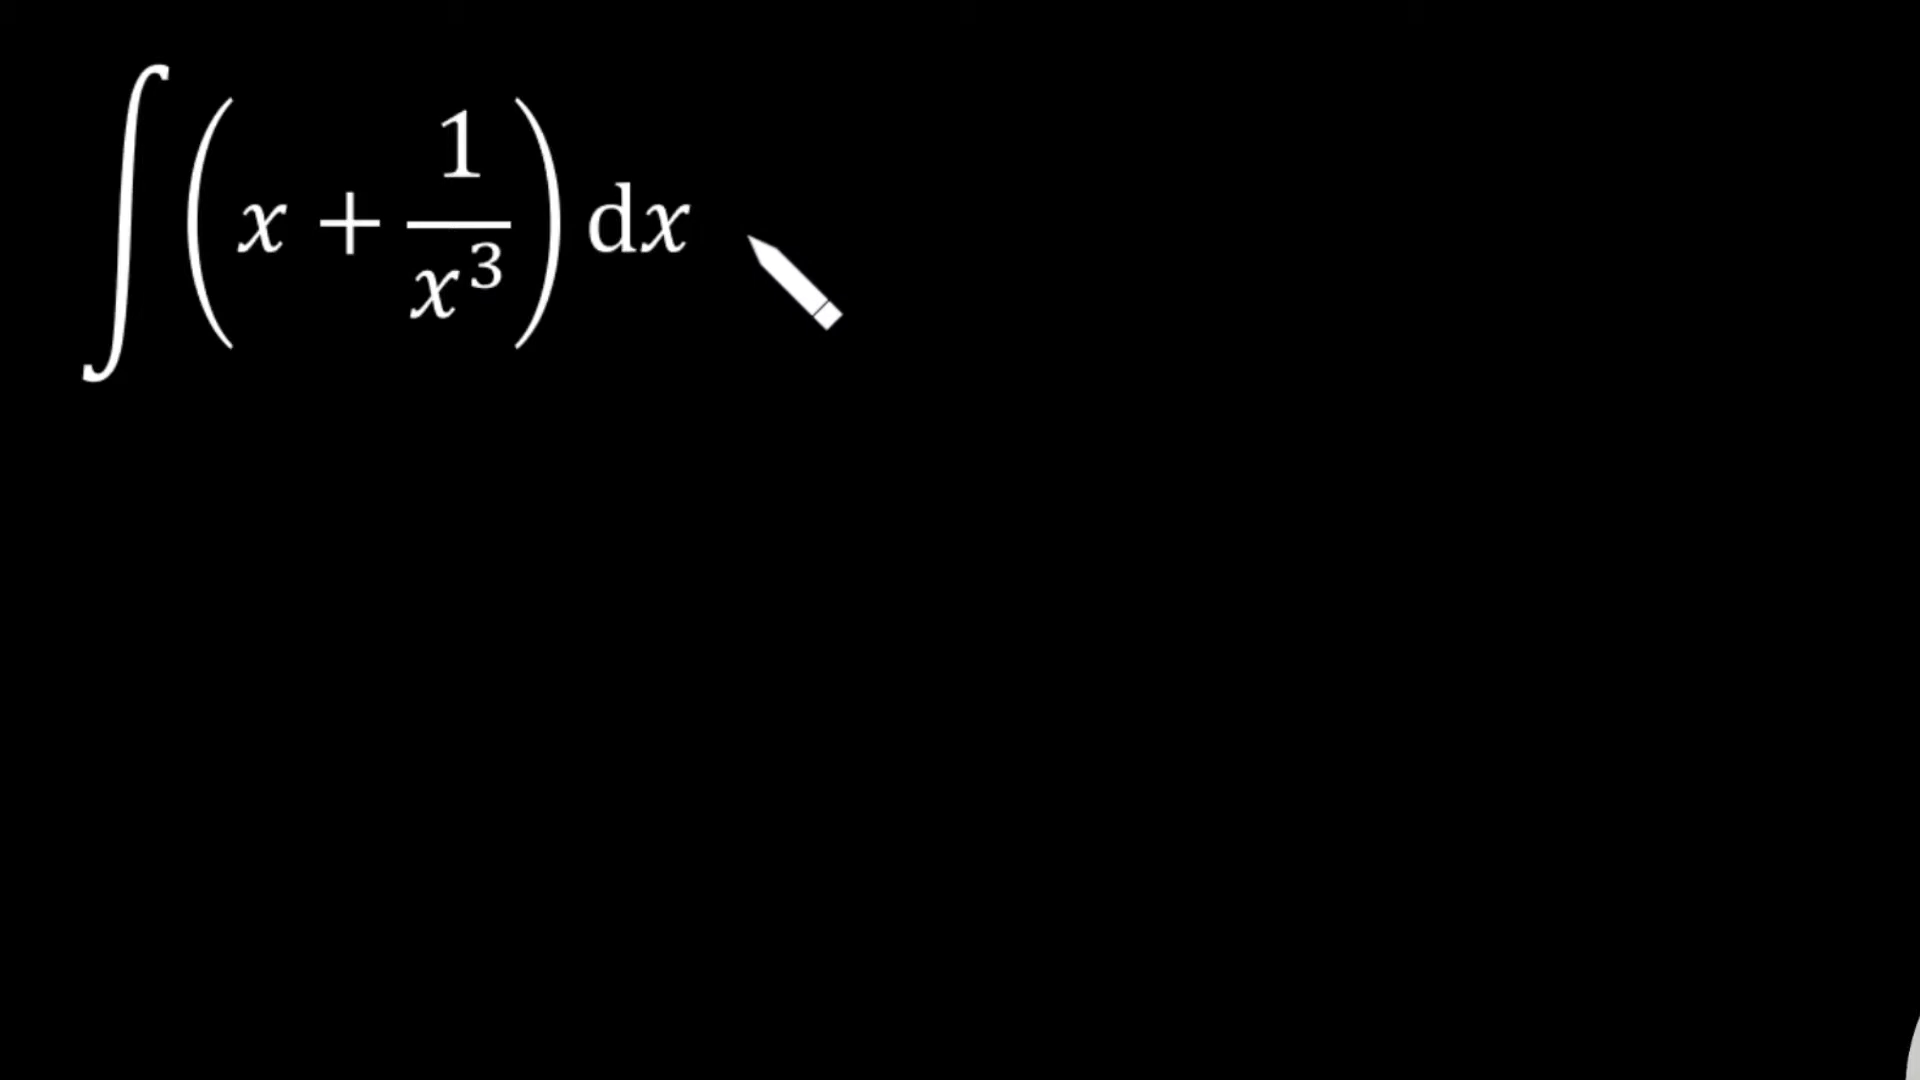 ∫ (x + 1/x³) dx